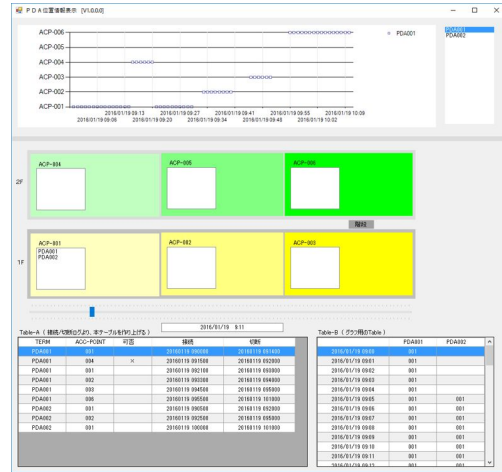 PDA位置情報表示 [V1.0.0.0]
ACP-006
ACP-005
ACP-004
ACP-003
ACP-002
ACP-001
PDA001
PDA001
PDA002
2016/01/19 09:13 2016/01/19 09:27 2016/01/19 09:41 2016/01/19 09:55 2016/01/19 10:09
2016/01/19 09:06 2016/01/19 09:20 2016/01/19 09:34 2016/01/19 09:48 2016/01/19 10:02
2F
ACP-004
ACP-005
ACP-006
階段
1F
ACP-001
PDA001
PDA002
ACP-002
ACP-003
2016/01/19 9:11
Table-A ( 接続/切断ログより、本テーブルを作り上げる )
TERM ACC-POINT 可否 接続 切断
PDA001 001 20160119 090000 20160119 091400
PDA001 004 × 20160119 091500 20160119 092000
PDA001 001 20160119 092100 20160119 093000
PDA001 002 20160119 093300 20160119 094000
PDA001 003 20160119 094500 20160119 095000
PDA001 006 20160119 095500 20160119 101000
PDA002 001 20160119 090500 20160119 092000
PDA002 002 20160119 092500 20160119 095000
PDA002 001 20160119 100000 20160119 101000
Table-B ( グラフ用のTable )
PDA001 PDA002
2016/01/19 09:00 001
2016/01/19 09:01 001
2016/01/19 09:02 001
2016/01/19 09:03 001
2016/01/19 09:04 001
2016/01/19 09:05 001 001
2016/01/19 09:06 001 001
2016/01/19 09:07 001 001
2016/01/19 09:08 001 001
2016/01/19 09:09 001 001
2016/01/19 09:10 001 001
2016/01/19 09:11 001 001
2016/01/19 09:12 001 001